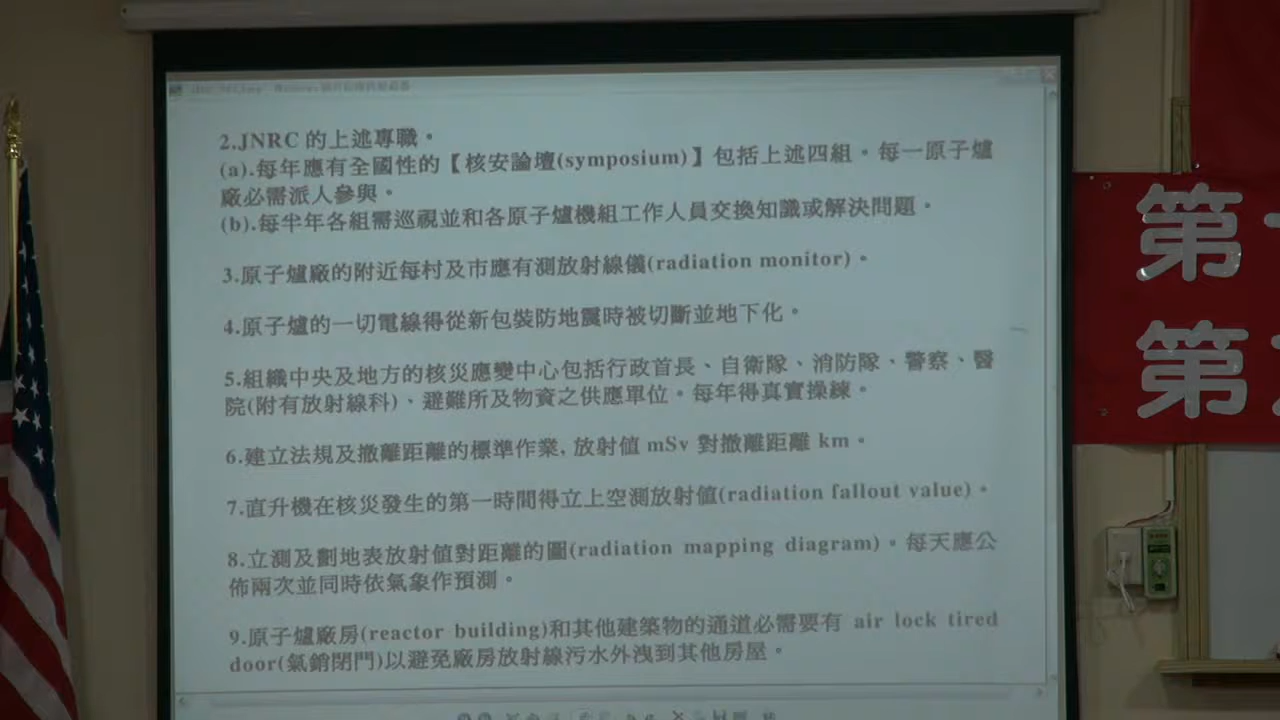 2.JNRC 的上述專職。
(a).每年應有全國性的【核安論壇(symposium)】包括上述四組。每一原子爐
廠必需派人參與。
(b).每半年各組需巡視並和各原子爐機組工作人員交換知識或解決問題。
3.原子爐廠的附近每村及市應有測放射線儀(radiation monitor)。
4.原子爐的一切電線得從新包裝防地震時被切斷並地下化。
5.組織中央及地方的核災應變中心包括行政首長、自衛隊、消防隊、警察、醫
院(附有放射線科)、避難所及物資之供應單位。每年得真實操練。
6.建立法規及撤離距離的標準作業, 放射值 mSv 對撤離距離 km。
7.直升機在核災發生的第一時間得立上空測放射值(radiation fallout value)。
8.立測及劃地表放射值對距離的圖(radiation mapping diagram)。每天應公
佈兩次並同時依氣象作預測。
9.原子爐廠房(reactor building)和其他建築物的通道必需要有 air lock tired
door(氣銷閉門)以避免廠房放射線污水外洩到其他房屋。
第
第